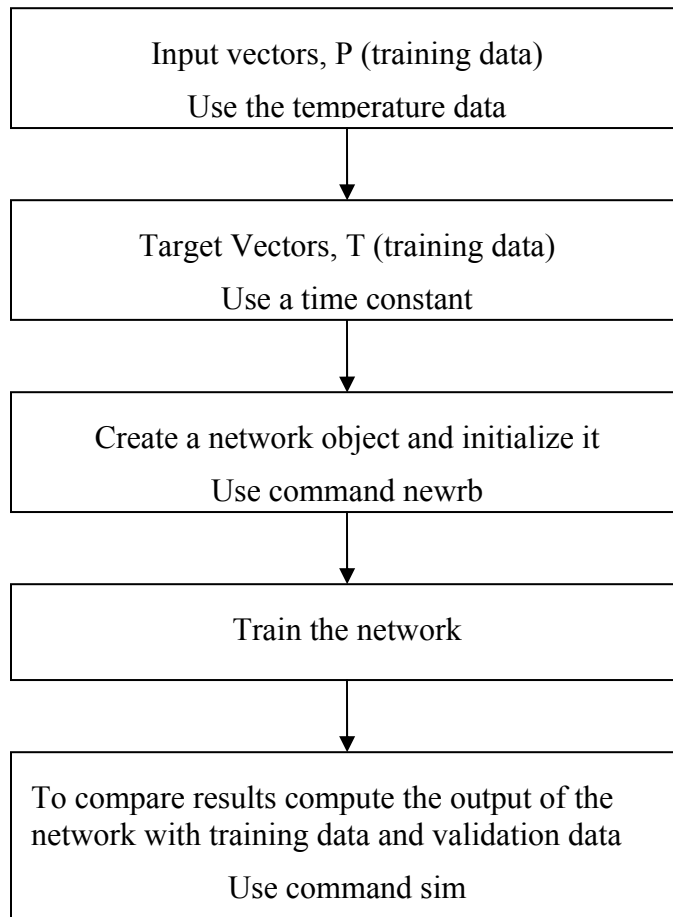 Input vectors, P (training data)
Use the temperature data
Target Vectors, T (training data)
Use a time constant
Create a network object and initialize it
Use command newrb
Train the network
To compare results compute the output of the
network with training data and validation data
Use command sim